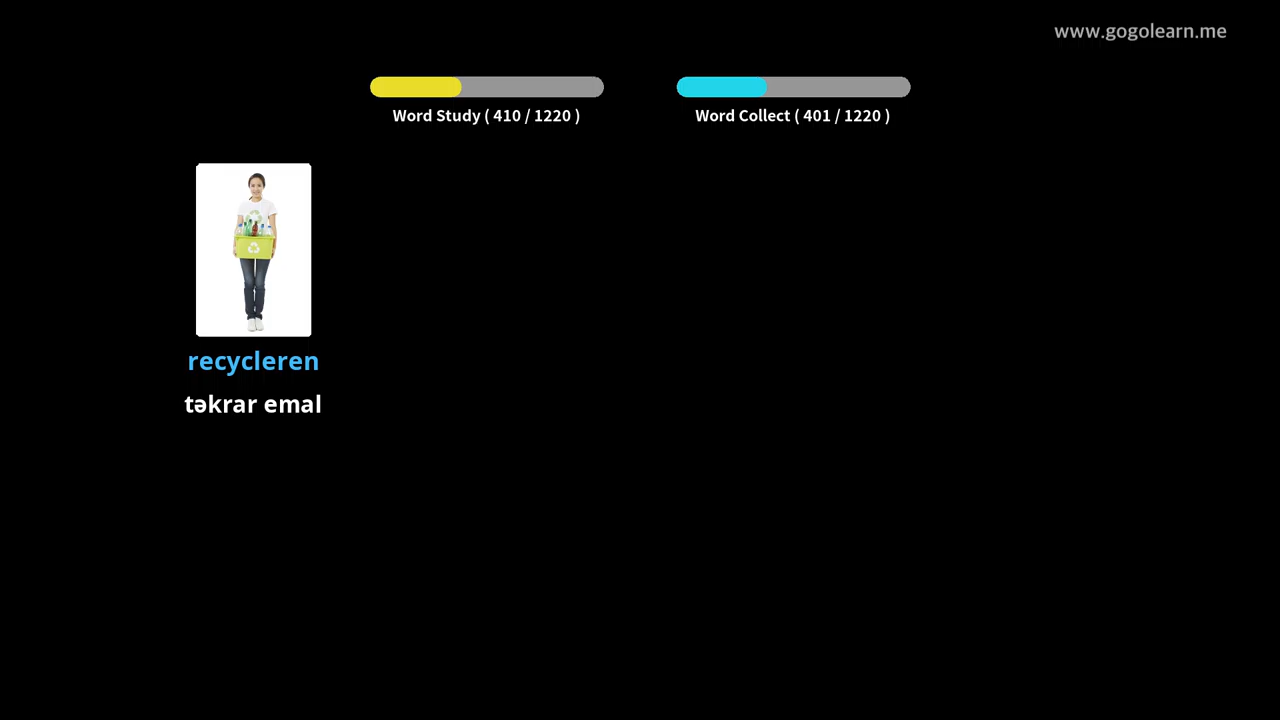 www.gogolearn.me
Word Study ( 410 / 1220 )
Word Collect ( 401 / 1220 )
recycleren
təkrar emal